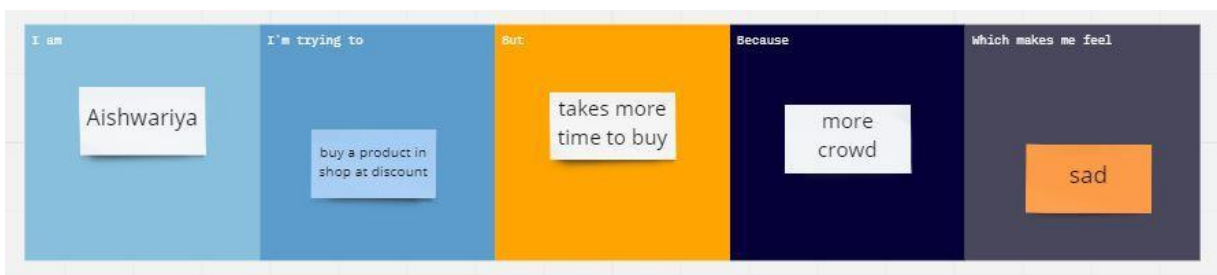 I am
I'm trying to
But
Because
Which makes me feel
Aishwariya
buy a product in
shop at discount
takes more
time to buy
more
crowd
sad